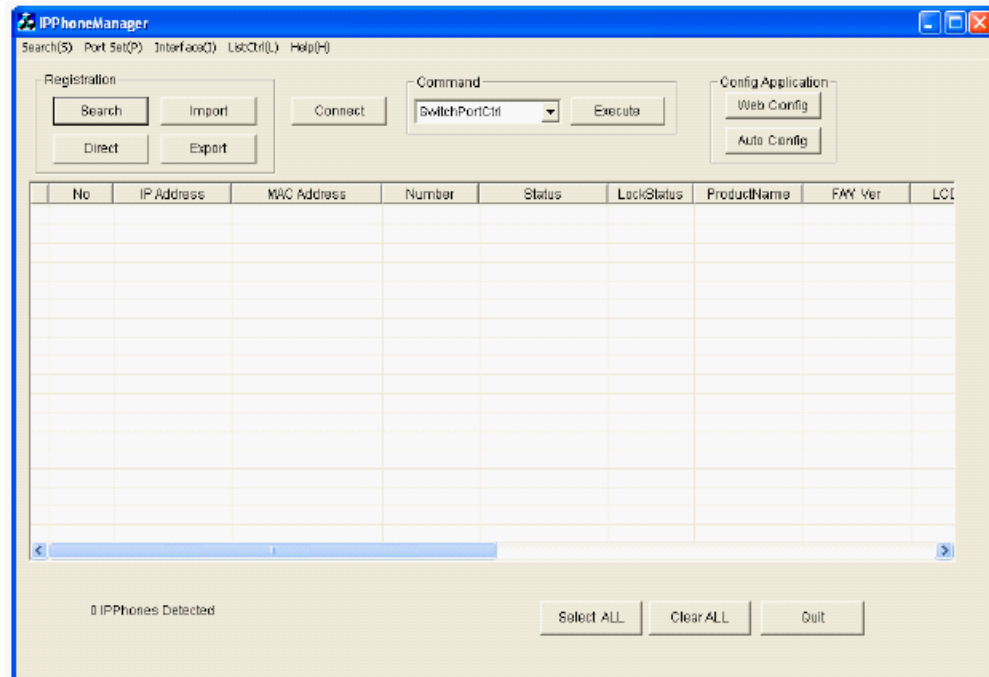 IPPhoneManager
Search(S) Port Set(P) Interface(I) ListCtrl(L) Help(H)
Registration
Search
Import
Direct
Export
Connect
Command
SwitchPortCtrl
Execute
Config Application
Web Config
Auto Config
No IP Address MAC Address Number Status LockStatus ProductName F/W Ver LCD
0 IPPhones Detected
Select ALL
Clear ALL
Quit